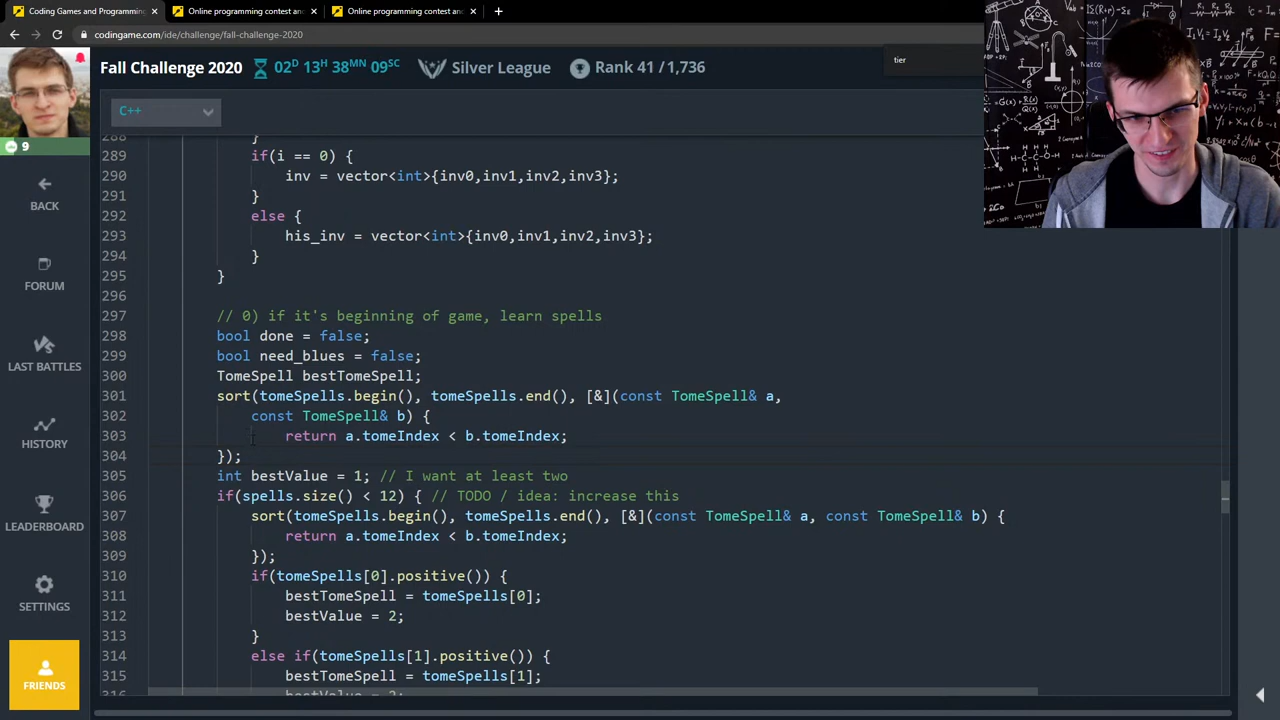 Coding Games and Programming
Online programming contest and
Online programming contest and
codingame.com/ide/challenge/fall-challenge-2020
tier
Fall Challenge 2020
02D 13H 38MN 09SC
Silver League
Rank 41 / 1,736
9
C++
BACK
FORUM
LAST BATTLES
HISTORY
LEADERBOARD
SETTINGS
FRIENDS
288 }
289 if(i == 0) {
290 inv = vector<int>{inv0,inv1,inv2,inv3};
291 }
292 else {
293 his_inv = vector<int>{inv0,inv1,inv2,inv3};
294 }
295 }
296
297 // 0) if it's beginning of game, learn spells
298 bool done = false;
299 bool need_blues = false;
300 TomeSpell bestTomeSpell;
301 sort(tomeSpells.begin(), tomeSpells.end(), [&](const TomeSpell& a,
302 const TomeSpell& b) {
303 return a.tomeIndex < b.tomeIndex;
304 });
305 int bestValue = 1; // I want at least two
306 if(spells.size() < 12) { // TODO / idea: increase this
307 sort(tomeSpells.begin(), tomeSpells.end(), [&](const TomeSpell& a, const TomeSpell& b) {
308 return a.tomeIndex < b.tomeIndex;
309 });
310 if(tomeSpells[0].positive()) {
311 bestTomeSpell = tomeSpells[0];
312 bestValue = 2;
313 }
314 else if(tomeSpells[1].positive()) {
315 bestTomeSpell = tomeSpells[1];
316 bestValue = 2;